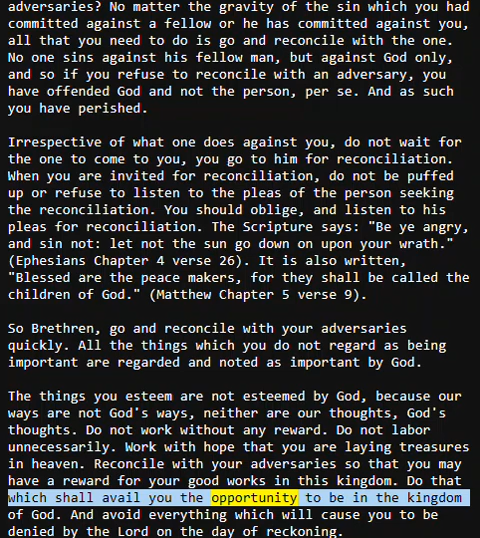 adversaries? No matter the gravity of the sin which you had
committed against a fellow or he has committed against you,
all that you need to do is go and reconcile with the one.
No one sins against his fellow man, but against God only,
and so if you refuse to reconcile with an adversary, you
have offended God and not the person, per se. And as such
you have perished.
Irrespective of what one does against you, do not wait for
the one to come to you, you go to him for reconciliation.
When you are invited for reconciliation, do not be puffed
up or refuse to listen to the pleas of the person seeking
the reconciliation. You should oblige, and listen to his
pleas for reconciliation. The Scripture says: "Be ye angry,
and sin not: let not the sun go down on upon your wrath."
(Ephesians Chapter 4 verse 26). It is also written,
"Blessed are the peace makers, for they shall be called the
children of God." (Matthew Chapter 5 verse 9).
So Brethren, go and reconcile with your adversaries
quickly. All the things which you do not regard as being
important are regarded and noted as important by God.
The things you esteem are not esteemed by God, because our
ways are not God's ways, neither are our thoughts, God's
thoughts. Do not work without any reward. Do not labor
unnecessarily. Work with hope that you are laying treasures
in heaven. Reconcile with your adversaries so that you may
have a reward for your good works in this kingdom. Do that
which shall avail you the opportunity to be in the kingdom
of God. And avoid everything which will cause you to be
denied by the Lord on the day of reckoning.